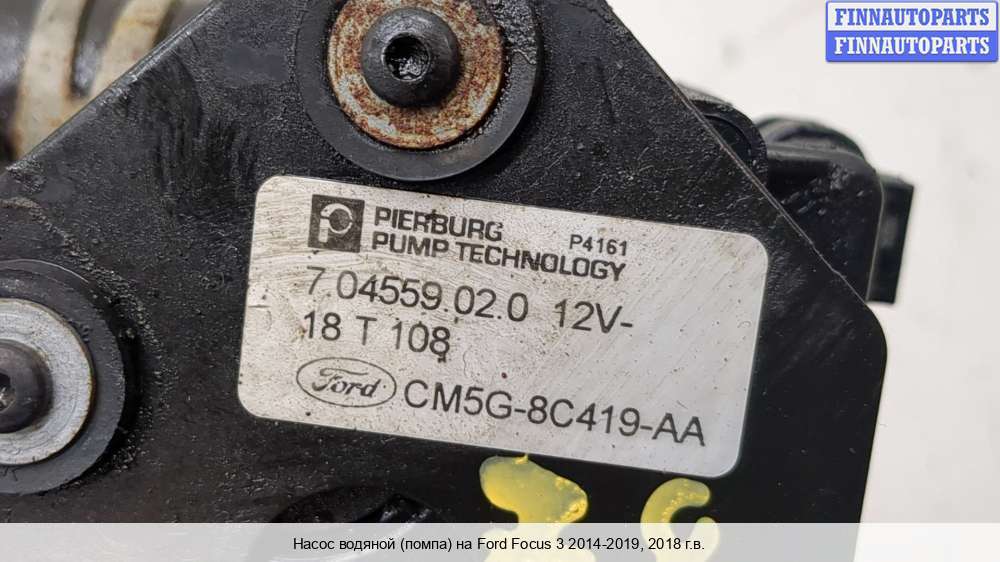 FINNAUTOPARTS
FINNAUTOPARTS
PIERBURG
PUMP TECHNOLOGY P4161
7.04559.02.0 12V-
18 T 108
Ford CM5G-8C419-AA
Насос водяной (помпа) на Ford Focus 3 2014-2019, 2018 г.в.